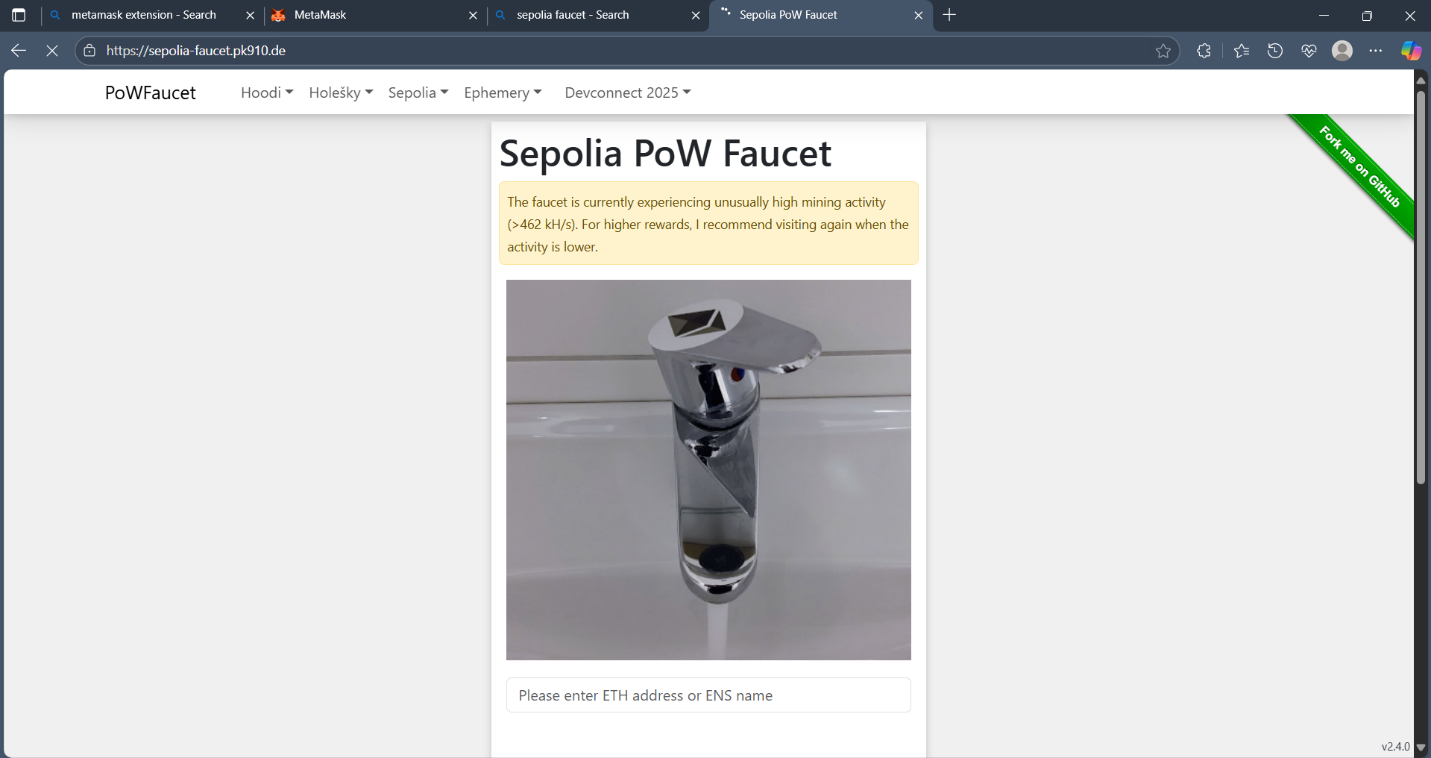 metamask extension - Search
MetaMask
sepolia faucet - Search
Sepolia PoW Faucet
https://sepolia-faucet.pk910.de
PoWFaucet
Hoodi
Holešky
Sepolia
Ephemery
Devconnect 2025
Fork me on GitHub
Sepolia PoW Faucet
The faucet is currently experiencing unusually high mining activity
(>462 kH/s). For higher rewards, I recommend visiting again when the
activity is lower.
Please enter ETH address or ENS name
v2.4.0